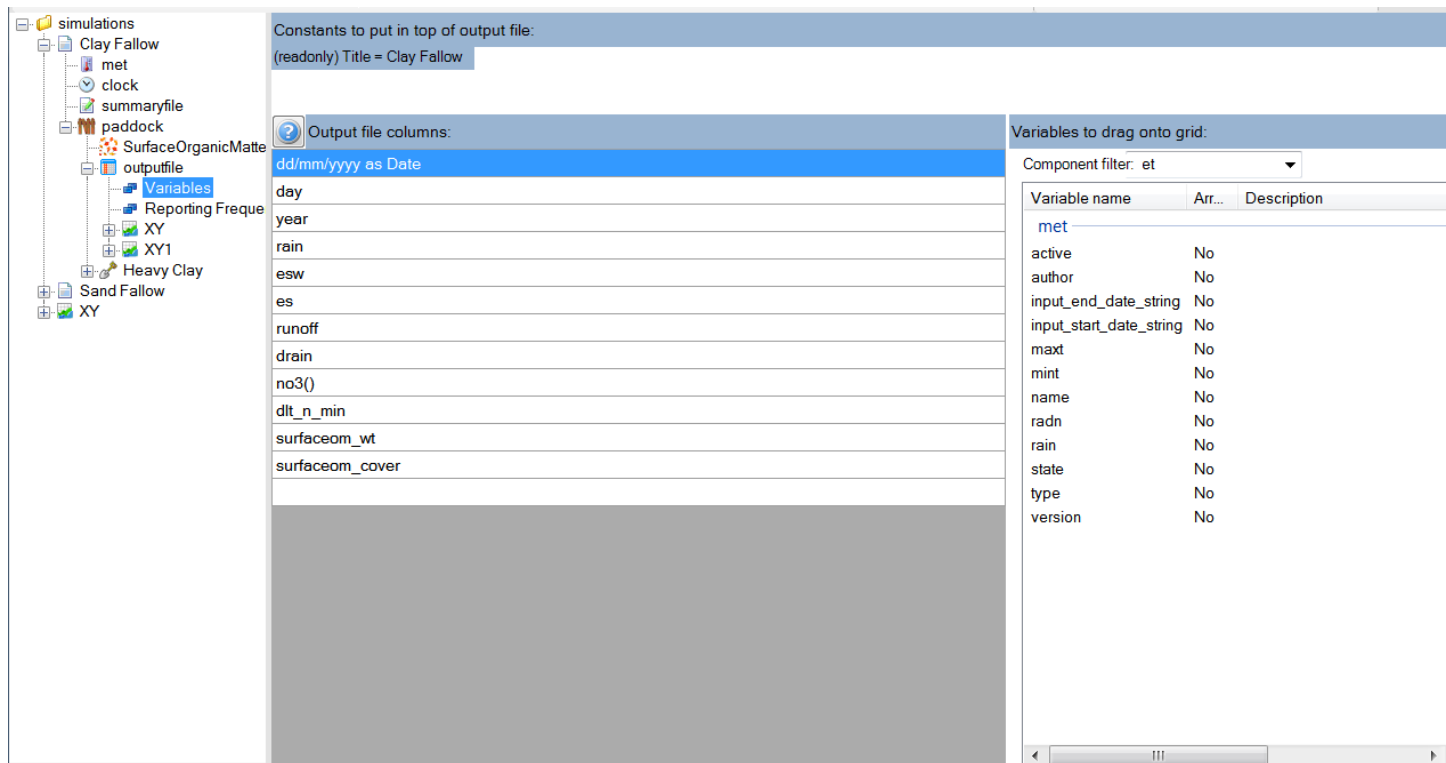 simulations
Clay Fallow
met
clock
summaryfile
paddock
SurfaceOrganicMatte
outputfile
Variables
Reporting Freque
XY
XY1
Heavy Clay
Sand Fallow
XY
Constants to put in top of output file:
(readonly) Title = Clay Fallow
Output file columns:
dd/mm/yyyy as Date
day
year
rain
esw
es
runoff
drain
no3()
dlt_n_min
surfaceom_wt
surfaceom_cover
Variables to drag onto grid:
Component filter: et
Variable name Arr... Description
met
active No
author No
input_end_date_string No
input_start_date_string No
maxt No
mint No
name No
radn No
rain No
state No
type No
version No